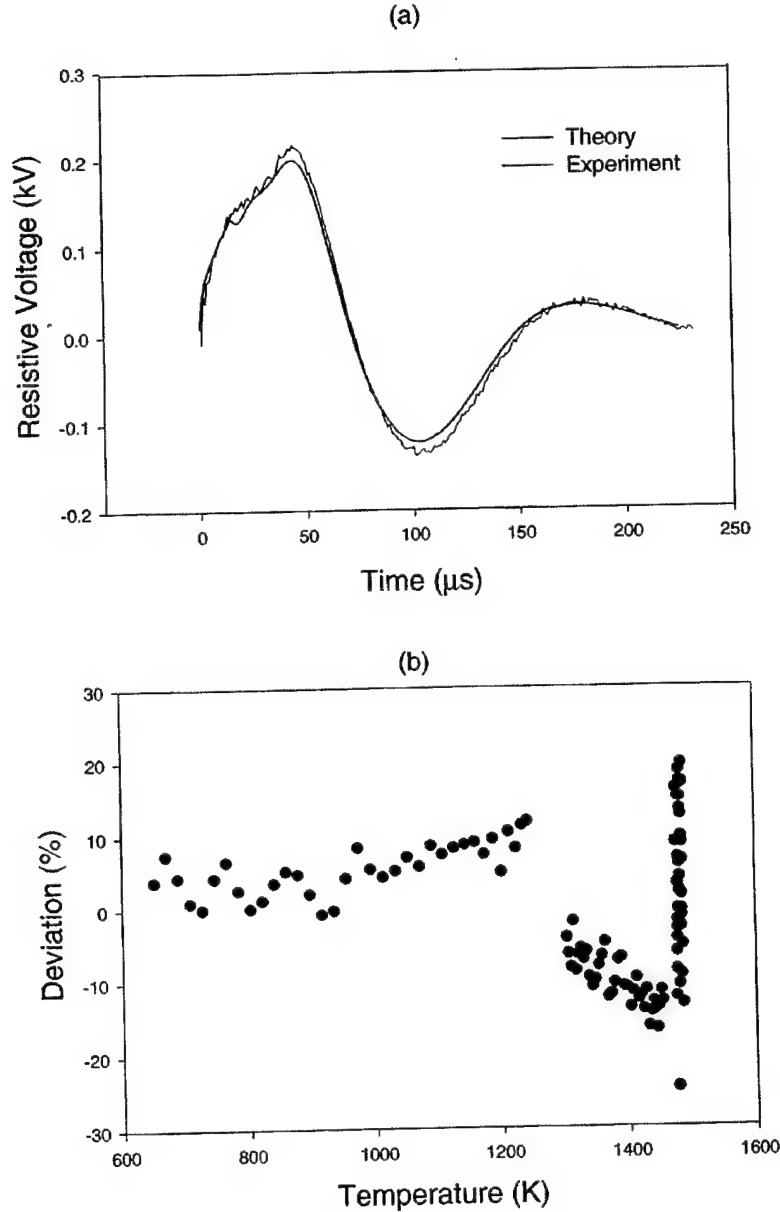 (a)
0.3
0.2
0.1
0.0
-0.1
-0.2
Resistive Voltage (kV)
Theory
Experiment
0 50 100 150 200 250
Time (μs)
(b)
30
20
10
0
-10
-20
-30
Deviation (%)
600 800 1000 1200 1400 1600
Temperature (K)